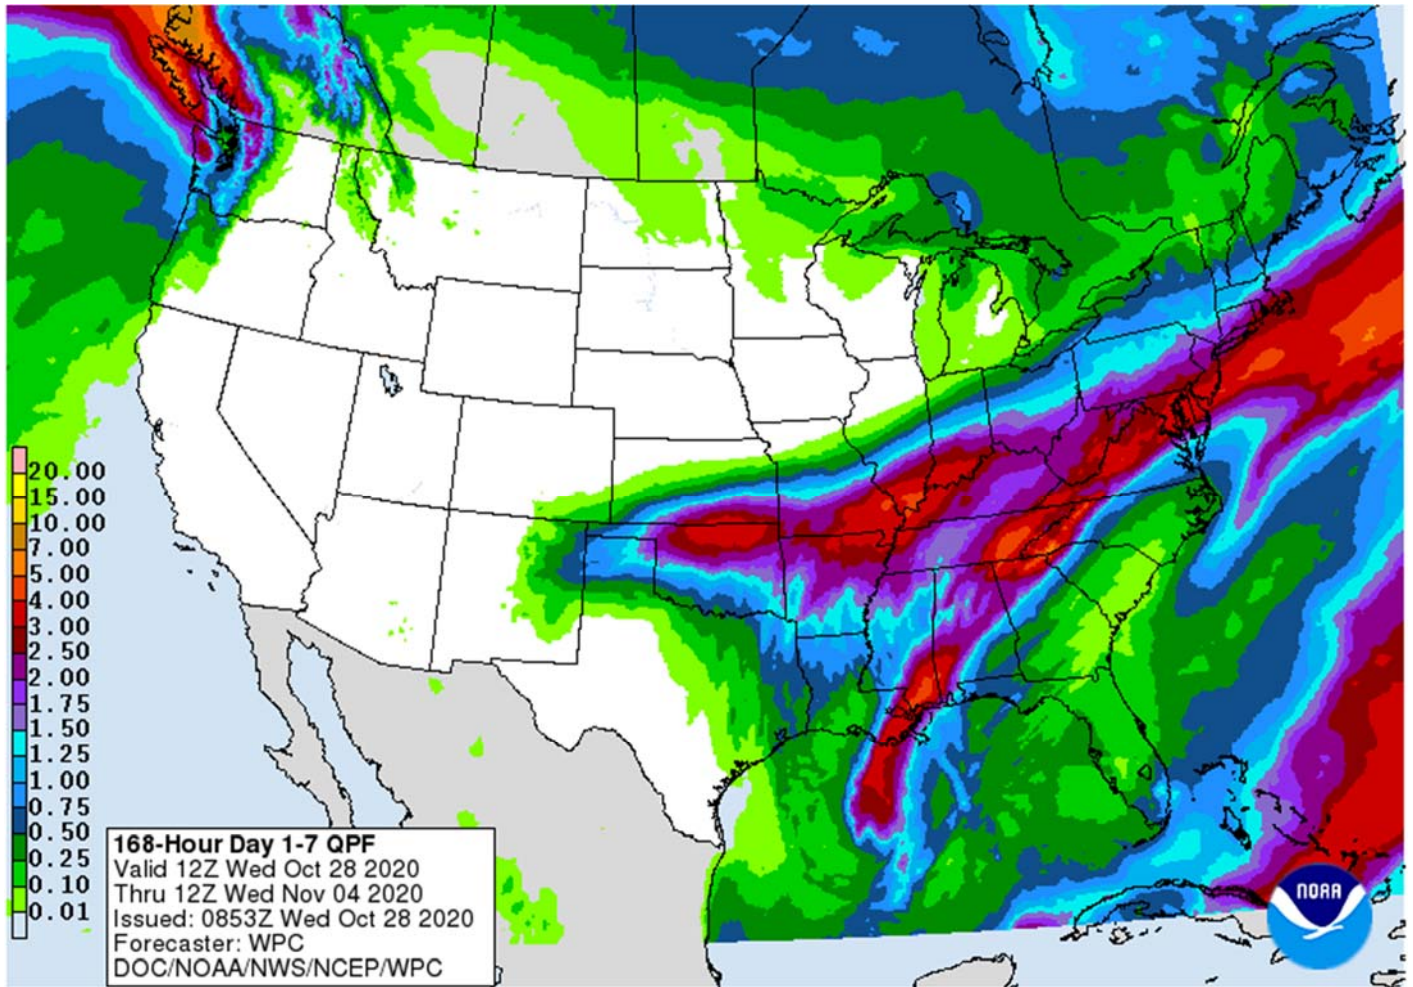 20.00
15.00
10.00
7.00
5.00
4.00
3.00
2.50
2.00
1.75
1.50
1.25
1.00
0.75
0.50
0.25
0.10
0.01
168-Hour Day 1-7 QPF
Valid 12Z Wed Oct 28 2020
Thru 12Z Wed Nov 04 2020
Issued: 0853Z Wed Oct 28 2020
Forecaster: WPC
DOC/NOAA/NWS/NCEP/WPC
NOAA